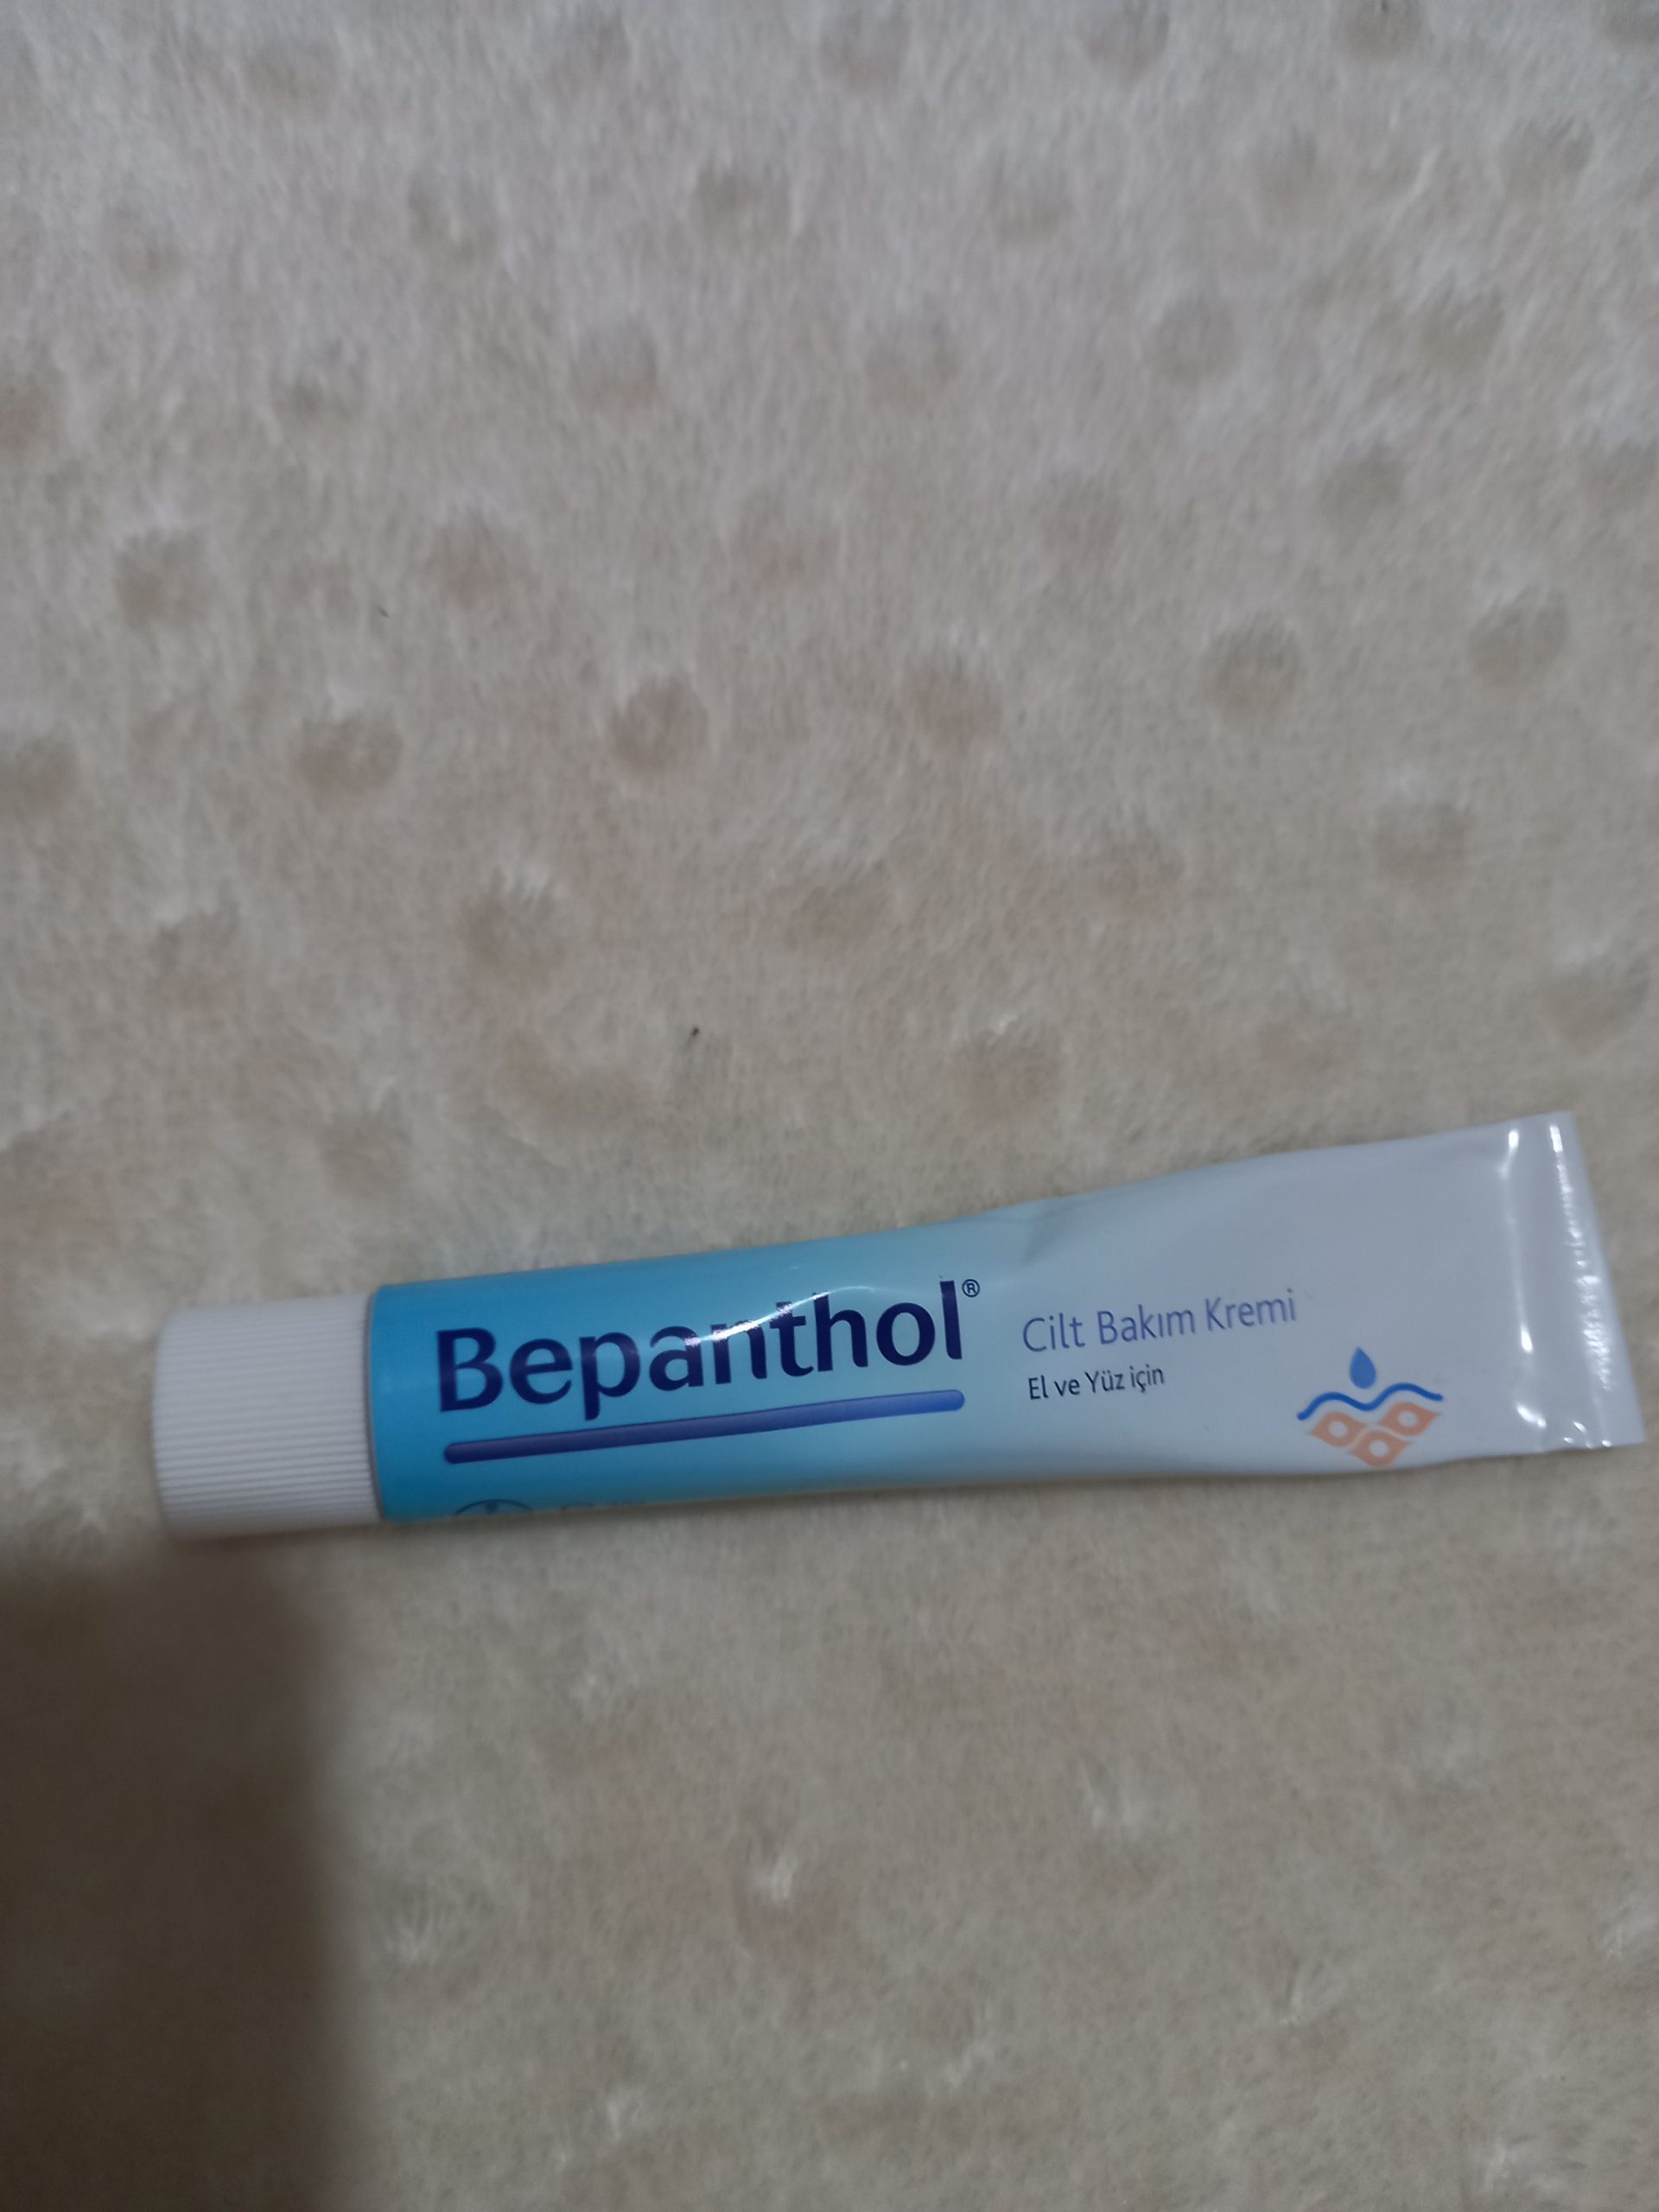 Bepanthol®
Cilt Bakım Kremi
El ve Yüz için